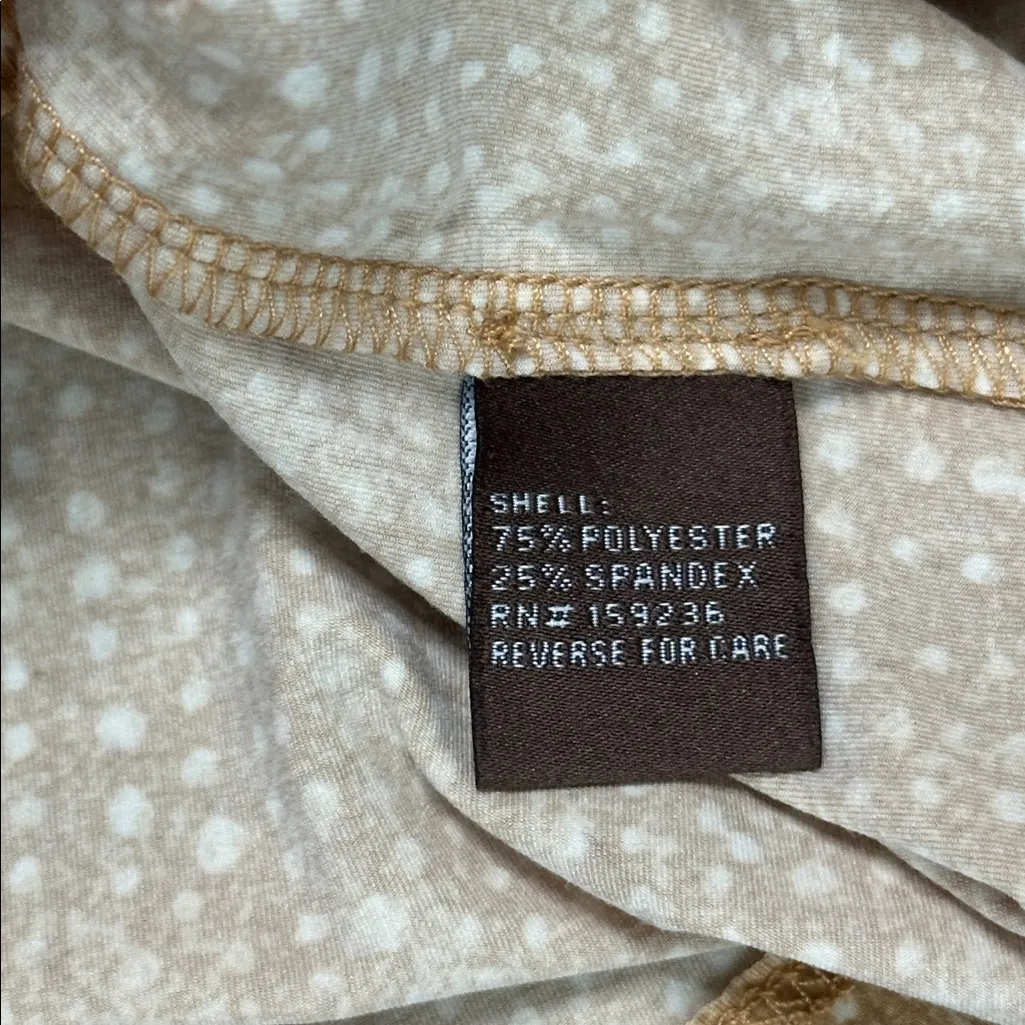 SHELL:
75% POLYESTER
25% SPANDEX
RN# 159236
REVERSE FOR CARE